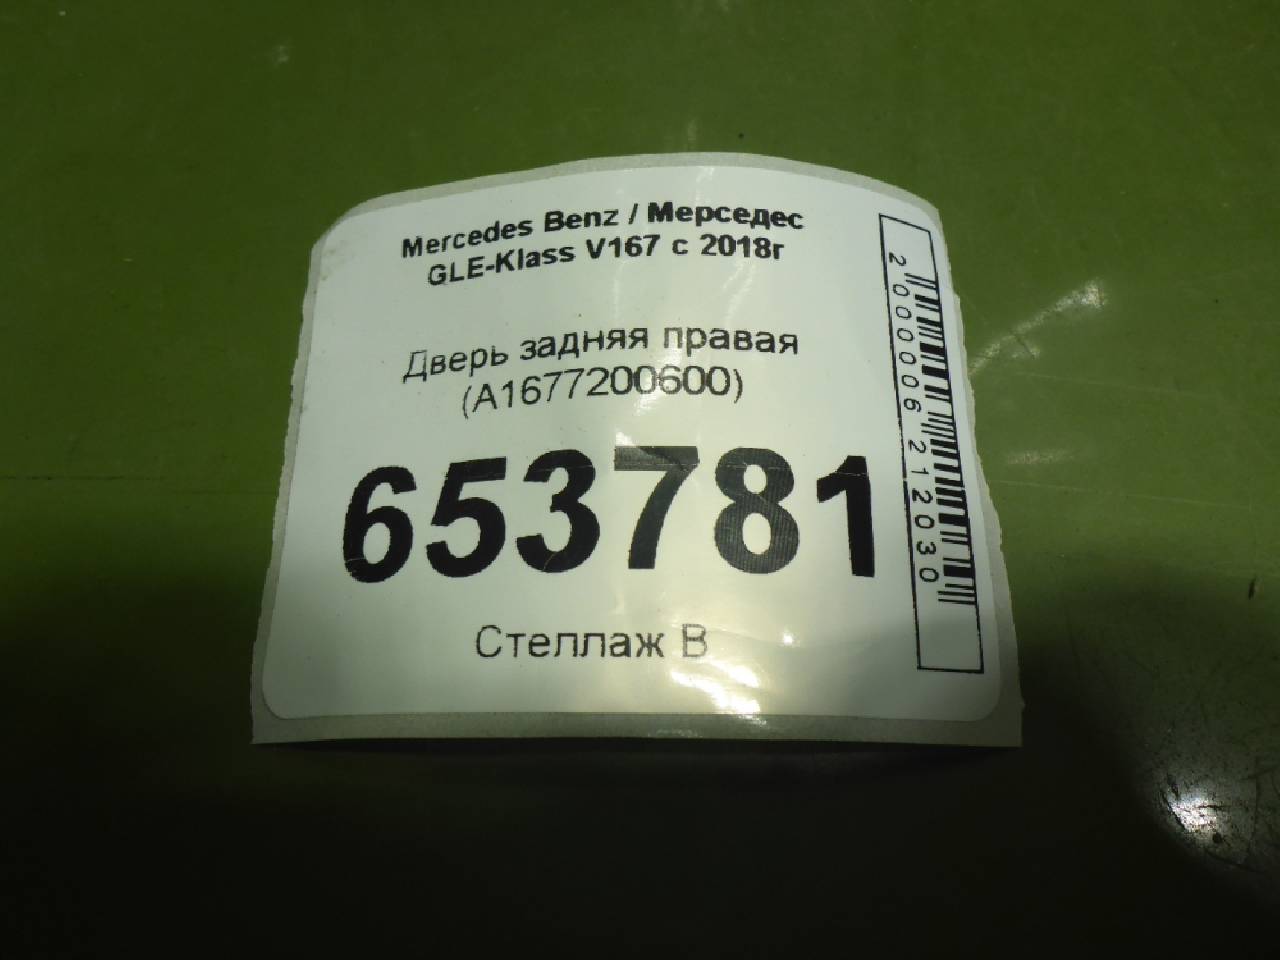 Mercedes Benz / Мерседес
GLE-Klass V167 с 2018г
Дверь задняя правая
(A1677200600)
653781
Стеллаж В
2000006212030